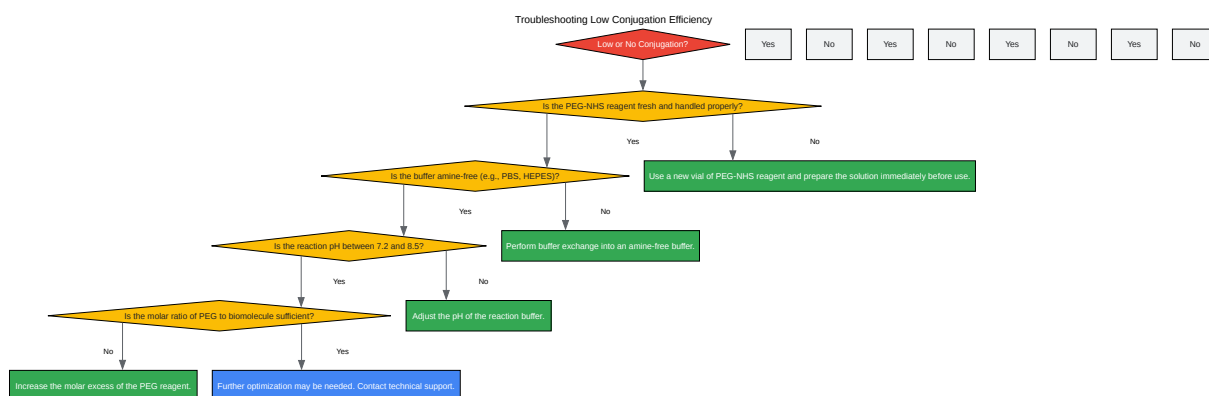 Troubleshooting Low Conjugation Efficiency
Low or No Conjugation?
Yes
No
Yes
No
Yes
No
Yes
No
Is the PEG-NHS reagent fresh and handled properly?
Yes
No
Is the buffer amine-free (e.g., PBS, HEPES)?
Use a new vial of PEG-NHS reagent and prepare the solution immediately before use.
Yes
No
Is the reaction pH between 7.2 and 8.5?
Perform buffer exchange into an amine-free buffer.
Yes
No
Is the molar ratio of PEG to biomolecule sufficient?
Adjust the pH of the reaction buffer.
No
Yes
Increase the molar excess of the PEG reagent.
Further optimization may be needed. Contact technical support.